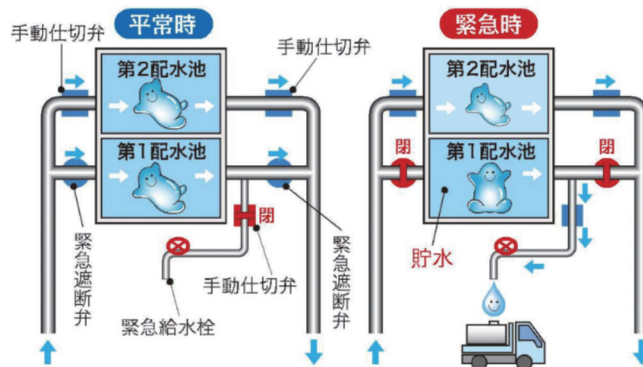 平常時
手動仕切弁
手動仕切弁
第2配水池
第1配水池
閉
緊急遮断弁
緊急給水栓
手動仕切弁
緊急遮断弁
緊急時
第2配水池
閉
第1配水池
閉
貯水